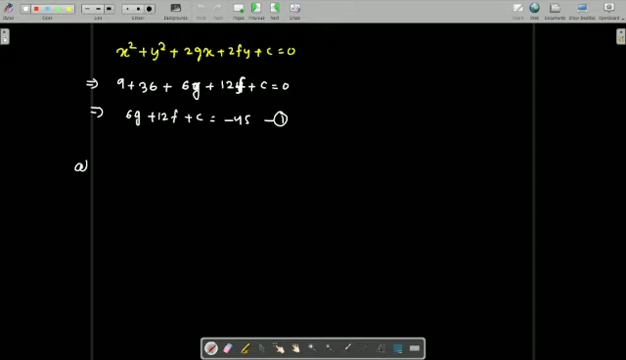 x² + y² + 2gx + 2fy + c = 0
⇒ 9 + 36 + 6g + 12f + c = 0
⇒ 6g + 12f + c = -45 - ①
a)